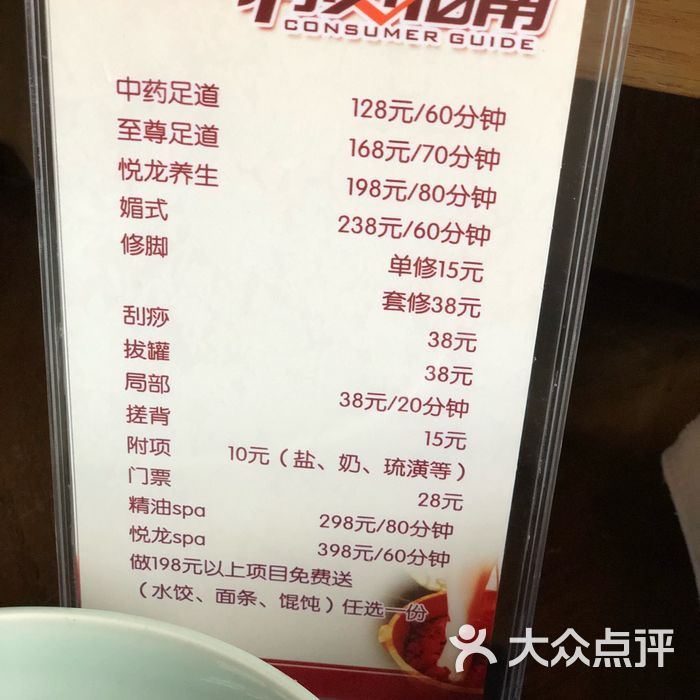 CONSUMER GUIDE
中药足道 128元/60分钟
至尊足道 168元/70分钟
悦龙养生 198元/80分钟
媚式 238元/60分钟
修脚 单修15元
套修38元
刮痧 38元
拔罐 38元
局部 38元/20分钟
搓背 15元
附项 10元（盐、奶、琉潢等）
门票 28元
精油spa 298元/80分钟
悦龙spa 398元/60分钟
做198元以上项目免费送
（水饺、面条、馄饨）任选一份
大众点评